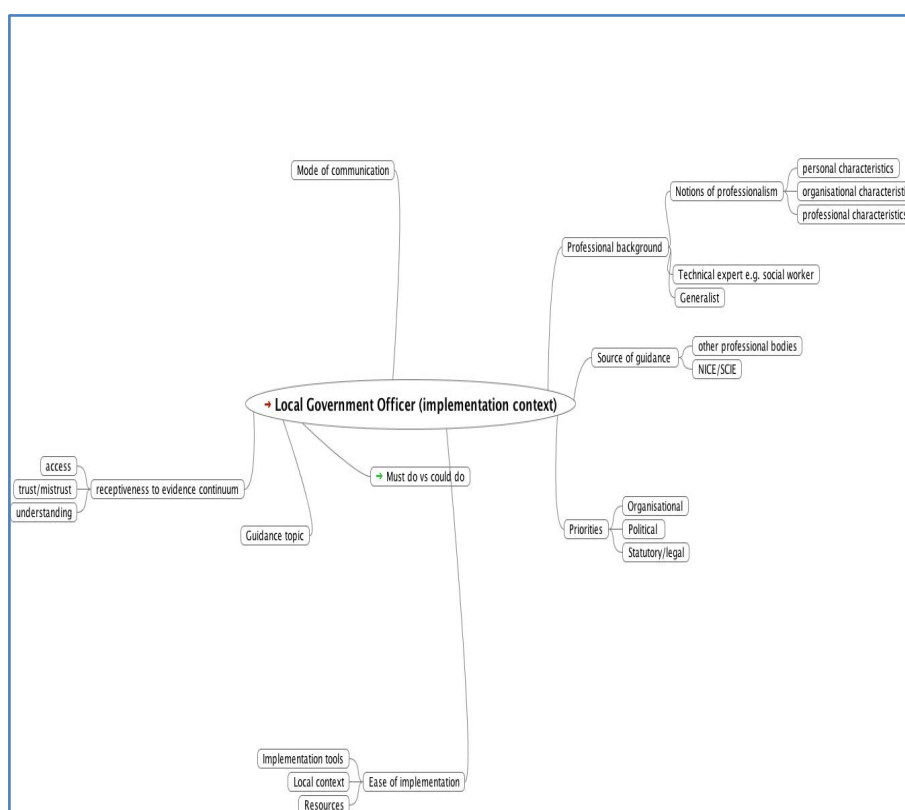 Mode of communication
personal characteristics
Notions of professionalism
organisational characteristi
professional characteristics
Professional background
Technical expert e.g. social worker
Generalist
other professional bodies
Source of guidance
NICE/SCIE
Local Government Officer (implementation context)
access
Must do vs could do
trust/mistrust
receptiveness to evidence continuum
understanding
Organisational
Guidance topic
Priorities
Political
Statutory/legal
Implementation tools
Local context
Ease of implementation
Resources